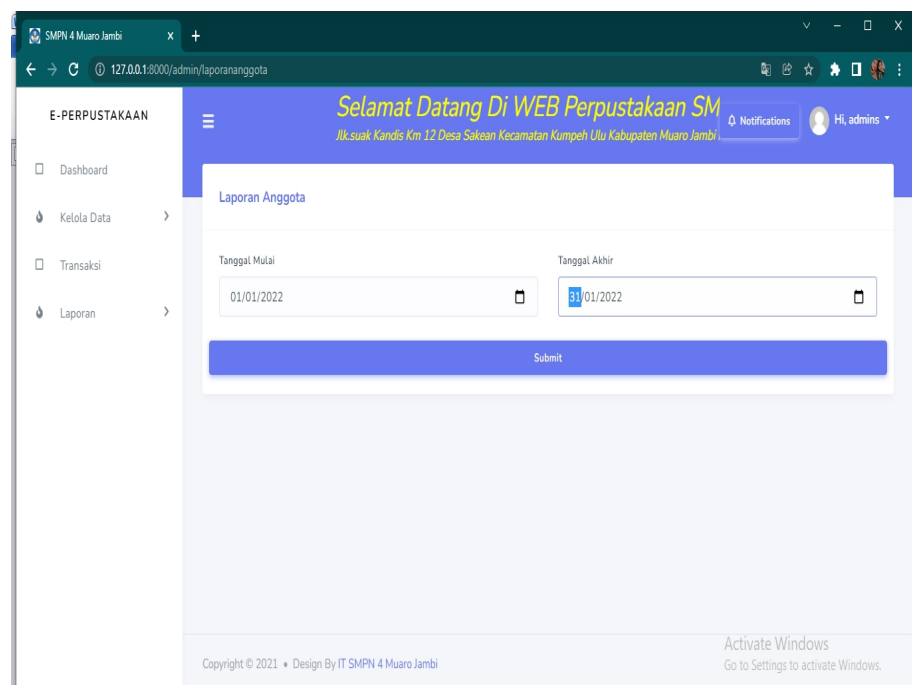 SMPN 4 Muaro Jambi
127.0.0.1:8000/admin/laporananggota
E-PERPUSTAKAAN
Selamat Datang Di WEB Perpustakaan SM
Jlk.suak Kandis Km 12 Desa Sakean Kecamatan Kumpeh Ulu Kabupaten Muaro Jambi
Notifications
Hi, admins
Dashboard
Kelola Data
Transaksi
Laporan
Laporan Anggota
Tanggal Mulai
Tanggal Akhir
01/01/2022
31/01/2022
Submit
Activate Windows
Go to Settings to activate Windows.
Copyright © 2021 • Design By IT SMPN 4 Muaro Jambi